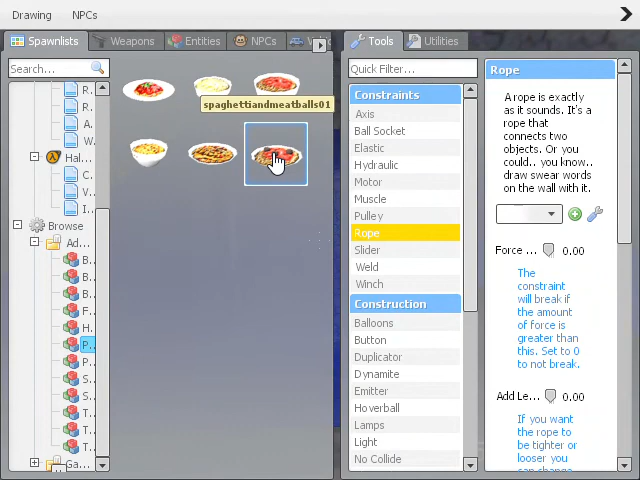 Drawing NPCs
Spawnlists Weapons Entities NPCs
Tools Utilities
Search...
spaghettiandmeatballs01
R..
R..
A..
W..
Hal...
C..
V..
I..
Browse
Ad...
B..
B..
B..
F..
H..
P..
P..
S..
S..
T..
T..
T..
Ga...
Quick Filter...
Constraints
Axis
Ball Socket
Elastic
Hydraulic
Motor
Muscle
Pulley
Rope
Slider
Weld
Winch
Construction
Balloons
Button
Duplicator
Dynamite
Emitter
Hoverball
Lamps
Light
No Collide
Rope
A rope is exactly
as it sounds. It's a
rope that
connects two
objects. Or you
could.. you know..
draw swear words
on the wall with it.
Force ... 0.00
The
constraint
will break if
the amount
of force is
greater than
this. Set to 0
to not break.
Add Le... 0.00
If you want
the rope to
be tighter or
looser you
can change